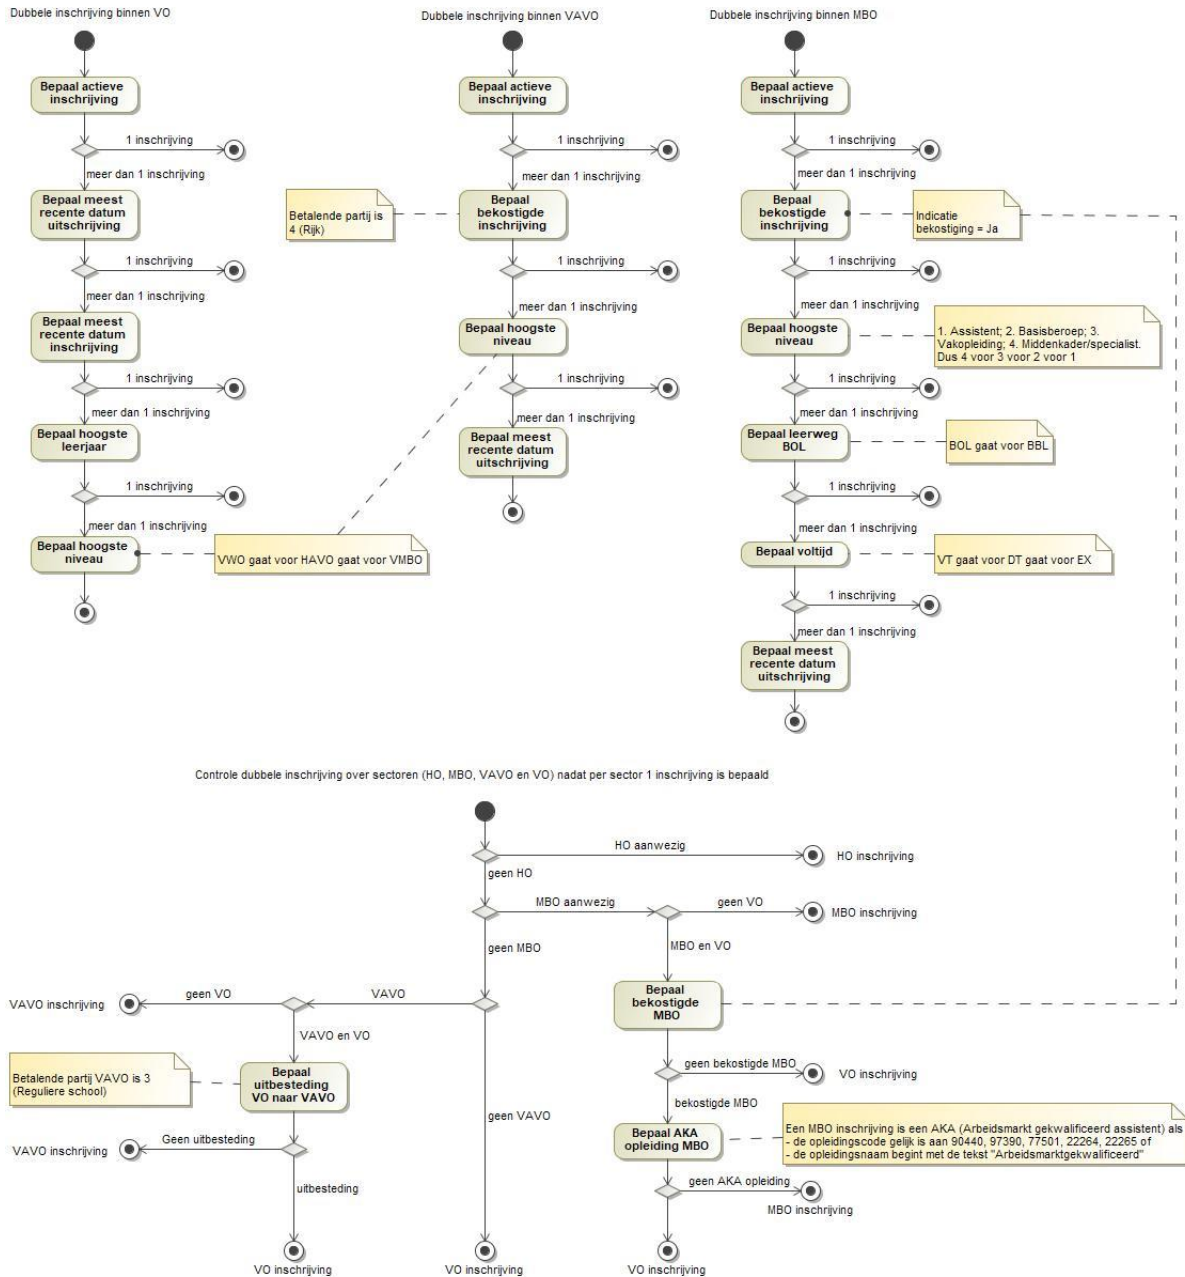 Dubbele inschrijving binnen VO
Bepaal actieve
inschrijving
1 inschrijving
meer dan 1 inschrijving
Bepaal meest
recente datum
uitschrijving
1 inschrijving
meer dan 1 inschrijving
Bepaal meest
recente datum
inschrijving
1 inschrijving
meer dan 1 inschrijving
Bepaal hoogste
leerjaar
1 inschrijving
meer dan 1 inschrijving
Bepaal hoogste
niveau
VWO gaat voor HAVO gaat voor VMBO
Dubbele inschrijving binnen VAVO
Bepaal actieve
inschrijving
1 inschrijving
meer dan 1 inschrijving
Betalende partij is
4 (Rijk)
Bepaal
bekostigde
inschrijving
1 inschrijving
meer dan 1 inschrijving
Bepaal hoogste
niveau
1 inschrijving
meer dan 1 inschrijving
Bepaal meest
recente datum
uitschrijving
Dubbele inschrijving binnen MBO
Bepaal actieve
inschrijving
1 inschrijving
meer dan 1 inschrijving
Bepaal
bekostigde
inschrijving
Indicatie
bekostiging = Ja
1 inschrijving
meer dan 1 inschrijving
Bepaal hoogste
niveau
1. Assistent; 2. Basisberoep; 3.
Vakopleiding; 4. Middenkader/specialist.
Dus 4 voor 3 voor 2 voor 1
1 inschrijving
meer dan 1 inschrijving
Bepaal leerweg
BOL
BOL gaat voor BBL
1 inschrijving
meer dan 1 inschrijving
Bepaal voltijd
VT gaat voor DT gaat voor EX
1 inschrijving
meer dan 1 inschrijving
Bepaal meest
recente datum
uitschrijving
Controle dubbele inschrijving over sectoren (HO, MBO, VAVO en VO) nadat per sector 1 inschrijving is bepaald
HO aanwezig
HO inschrijving
geen HO
MBO aanwezig
geen VO
MBO inschrijving
geen MBO
MBO en VO
VAVO
geen VO
VAVO inschrijving
Bepaal
bekostigde
MBO
VAVO en VO
Betalende partij VAVO is 3
(Reguliere school)
Bepaal
uitbesteding
VO naar VAVO
geen bekostigde MBO
VO inschrijving
bekostigde MBO
geen VAVO
Geen uitbesteding
VAVO inschrijving
Bepaal AKA
opleiding MBO
Een MBO inschrijving is een AKA (Arbeidsmarkt gekwalificeerd assistent) als
- de opleidingscode gelijk is aan 90440, 97390, 77501, 22264, 22265 of
- de opleidingsnaam begint met de tekst "Arbeidsmarktgekwalificeerd"
uitbesteding
geen AKA opleiding
MBO inschrijving
VO inschrijving
VO inschrijving
VO inschrijving